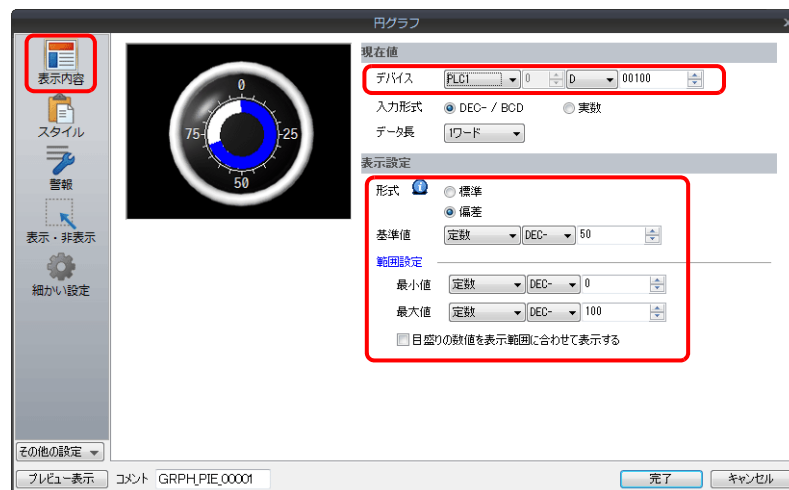 円グラフ
表示内容
スタイル
警報
表示・非表示
細かい設定
その他の設定
0
75
25
50
現在値
デバイス PLC1 0 D 00100
入力形式 DEC- / BCD 実数
データ長 1ワード
表示設定
形式 標準
偏差
基準値 定数 DEC- 50
範囲設定
最小値 定数 DEC- 0
最大値 定数 DEC- 100
目盛りの数値を表示範囲に合わせて表示する
プレビュー表示 コメント GRPH_PIE_00001 完了 キャンセル